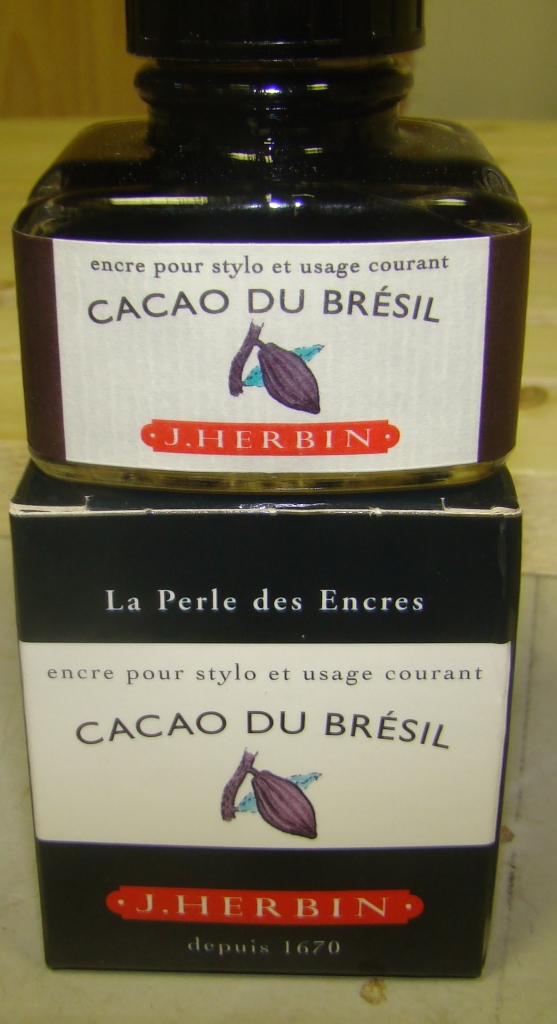 encre pour stylo et usage courant
CACAO DU BRÉSIL
J. HERBIN
La Perle des Encres
encre pour stylo et usage courant
CACAO DU BRÉSIL
J. HERBIN
depuis 1670